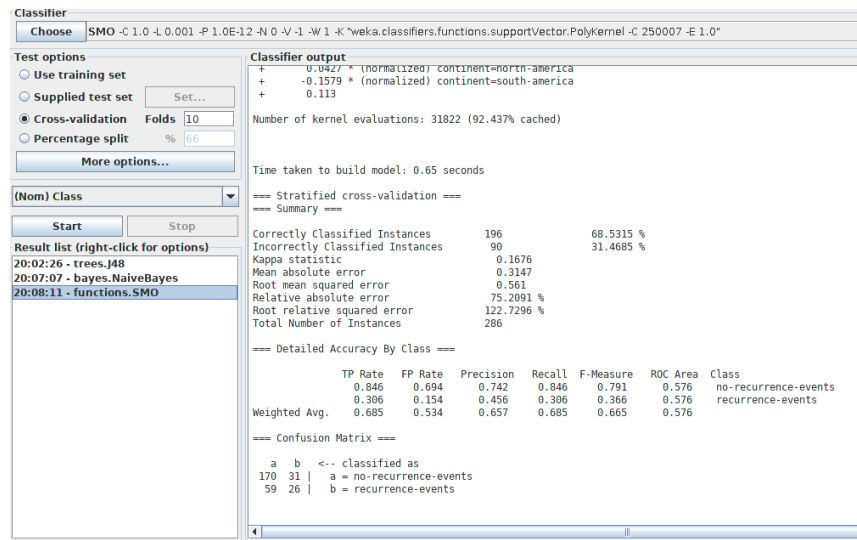 Classifier
Choose SMO -C 1.0 -L 0.001 -P 1.0E-12 -N 0 -V -1 -W 1 -K "weka.classifiers.functions.supportVector.PolyKernel -C 250007 -E 1.0"
Test options
Use training set
Supplied test set Set...
Cross-validation Folds 10
Percentage split % 66
More options...
(Nom) Class
Start Stop
Result list (right-click for options)
20:02:26 - trees.J48
20:07:07 - bayes.NaiveBayes
20:08:11 - functions.SMO
Classifier output
+ 0.0427 * (normalized) continent=north-america
+ -0.1579 * (normalized) continent=south-america
+ 0.113
Number of kernel evaluations: 31822 (92.437% cached)
Time taken to build model: 0.65 seconds
=== Stratified cross-validation ===
=== Summary ===
Correctly Classified Instances 196 68.5315 %
Incorrectly Classified Instances 90 31.4685 %
Kappa statistic 0.1676
Mean absolute error 0.3147
Root mean squared error 0.561
Relative absolute error 75.2091 %
Root relative squared error 122.7296 %
Total Number of Instances 286
=== Detailed Accuracy By Class ===
TP Rate FP Rate Precision Recall F-Measure ROC Area Class
0.846 0.694 0.742 0.846 0.791 0.576 no-recurrence-events
0.306 0.154 0.456 0.306 0.366 0.576 recurrence-events
Weighted Avg. 0.685 0.534 0.657 0.685 0.665 0.576
=== Confusion Matrix ===
a b <-- classified as
170 31 | a = no-recurrence-events
59 26 | b = recurrence-events